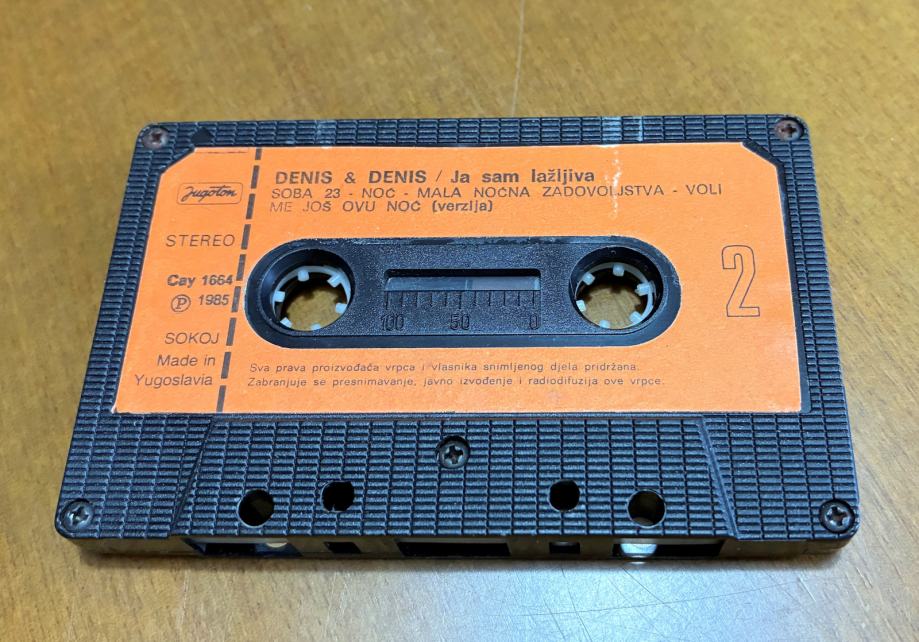 DENIS & DENIS / Ja sam lažljiva
SOBA 23 - NOĆ - MALA NOĆNA ZADOVOLJSTVA - VOLI
ME JOŠ OVU NOĆ (verzija)
Jugoton
STEREO
Cay 1664
Ⓟ 1985
SOKOJ
Made in
Yugoslavia
2
100 50 0
Sva prava proizvođača vrpca i vlasnika snimljenog djela pridržana.
Zabranjuje se presnimavanje, javno izvođenje i radiodifuzija ove vrpce.